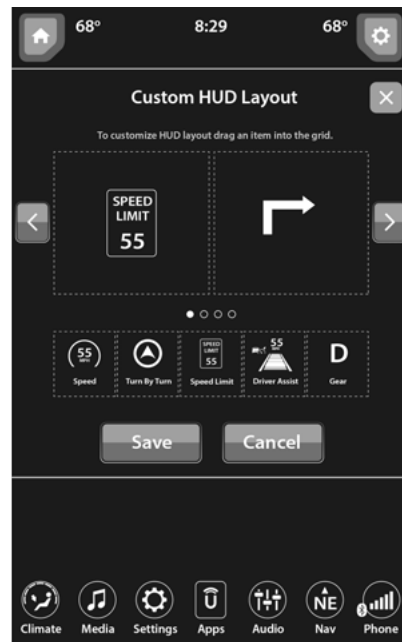 68° 8:29 68°
Custom HUD Layout
To customize HUD layout drag an item into the grid.
SPEED
LIMIT
55
55
MPH
SPEED
LIMIT
55
55
D
Speed Turn By Turn Speed Limit Driver Assist Gear
Save Cancel
NE
Climate Media Settings Apps Audio Nav Phone